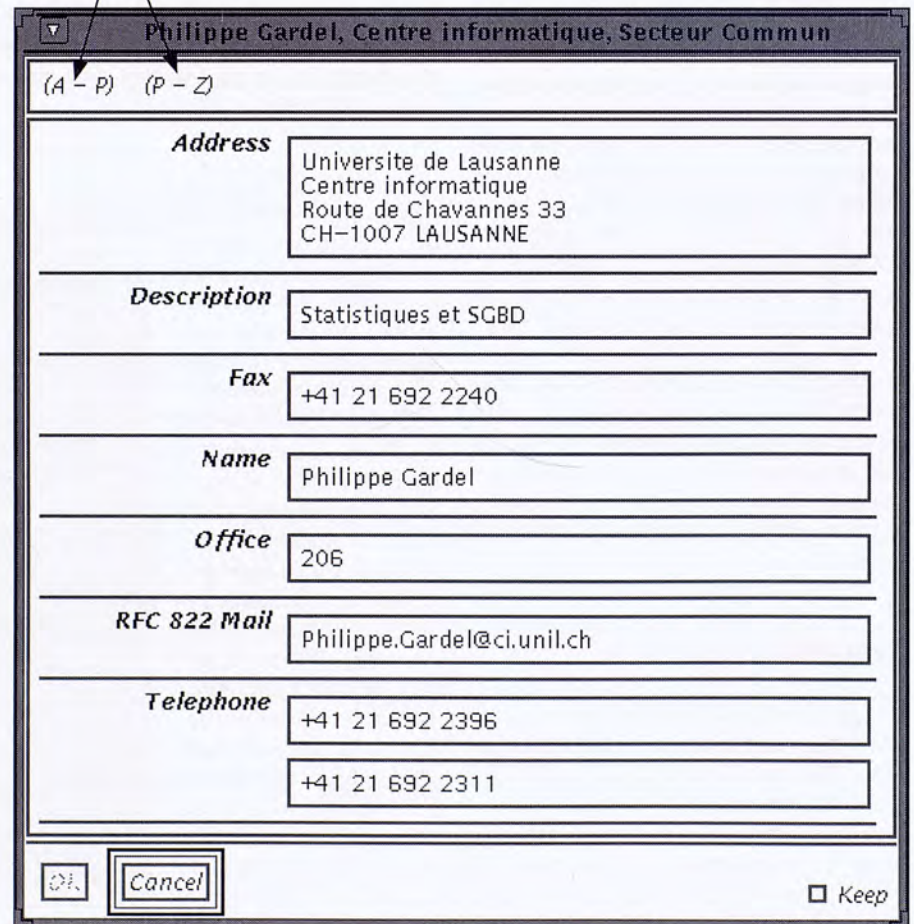 Philippe Gardel, Centre informatique, Secteur Commun
(A – P) (P – Z)
Address
Universite de Lausanne
Centre informatique
Route de Chavannes 33
CH–1007 LAUSANNE
Description
Statistiques et SGBD
Fax
+41 21 692 2240
Name
Philippe Gardel
Office
206
RFC 822 Mail
Philippe.Gardel@ci.unil.ch
Telephone
+41 21 692 2396
+41 21 692 2311
OK Cancel
Keep